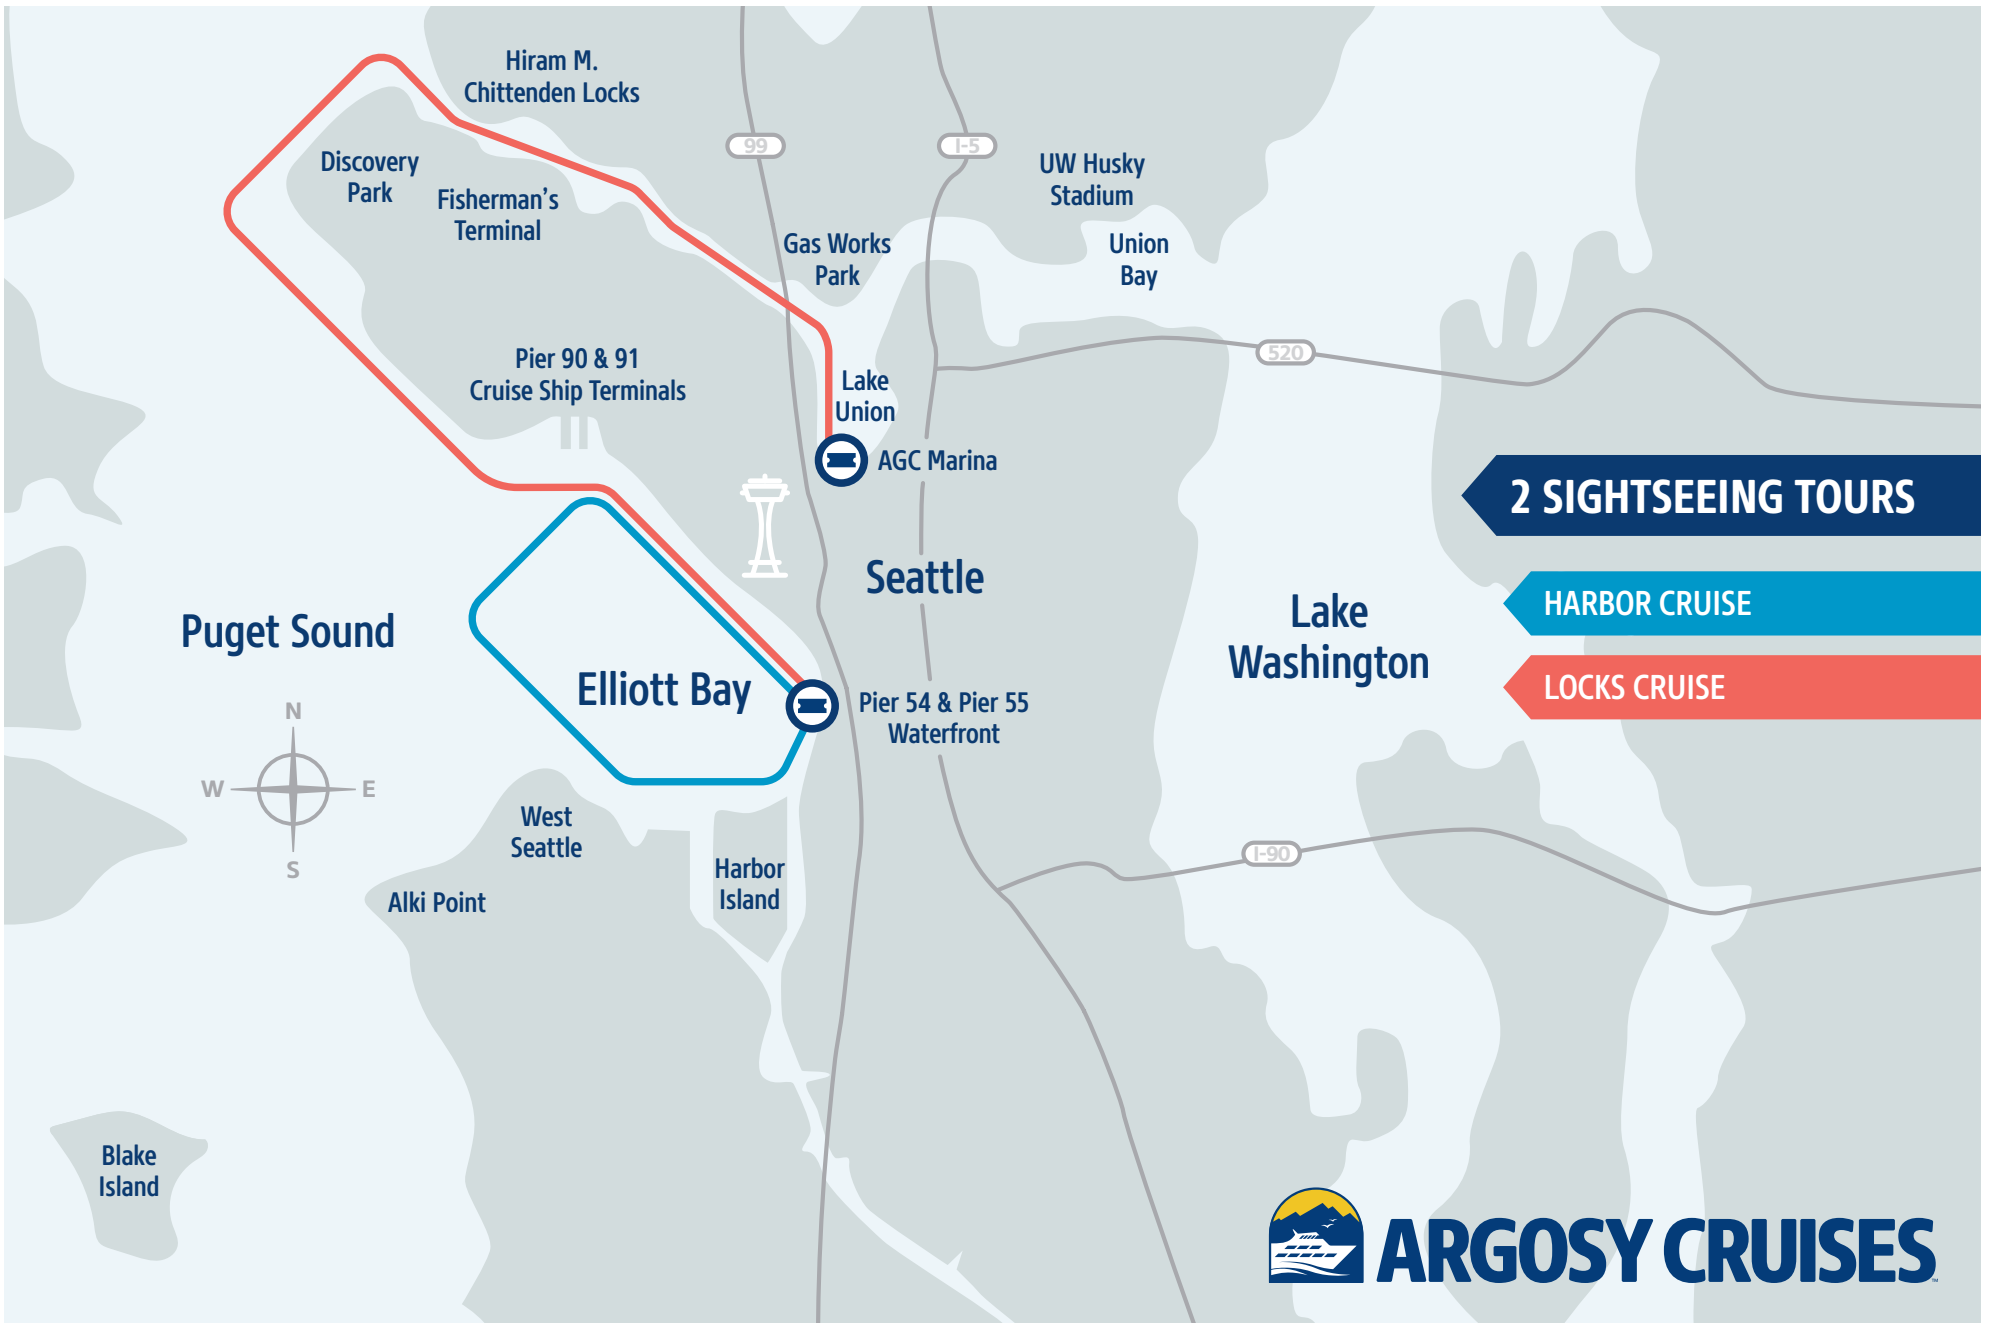 Hiram M.
Chittenden Locks
99
I-5
Discovery
Park
Fisherman's
Terminal
UW Husky
Stadium
Gas Works
Park
Union
Bay
Pier 90 & 91
Cruise Ship Terminals
520
Lake
Union
AGC Marina
2 SIGHTSEEING TOURS
Seattle
HARBOR CRUISE
Puget Sound
Lake
Washington
LOCKS CRUISE
Elliott Bay
Pier 54 & Pier 55
Waterfront
N
W
E
S
West
Seattle
Harbor
Island
I-90
Alki Point
Blake
Island
ARGOSY CRUISES™